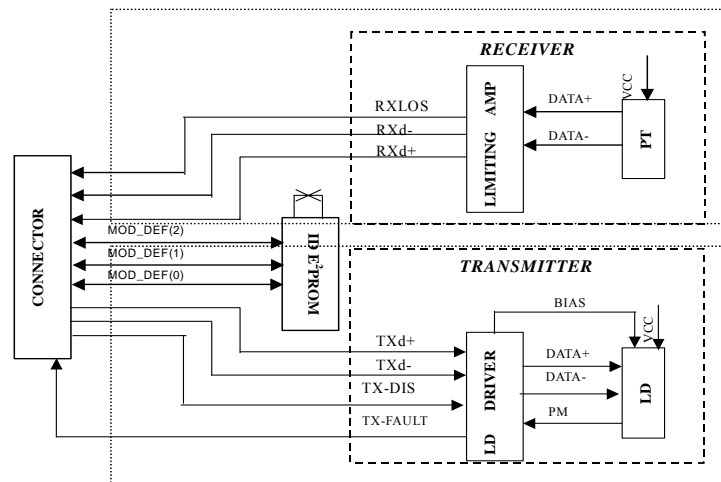 RECEIVER
RXLOS
RXd-
RXd+
LIMITING AMP
DATA+
DATA-
VCC
PT
CONNECTOR
MOD_DEF(2)
MOD_DEF(1)
MOD_DEF(0)
ID E²PROM
TRANSMITTER
BIAS
VCC
TXd+
TXd-
TX-DIS
TX-FAULT
LD DRIVER
DATA+
DATA-
PM
LD